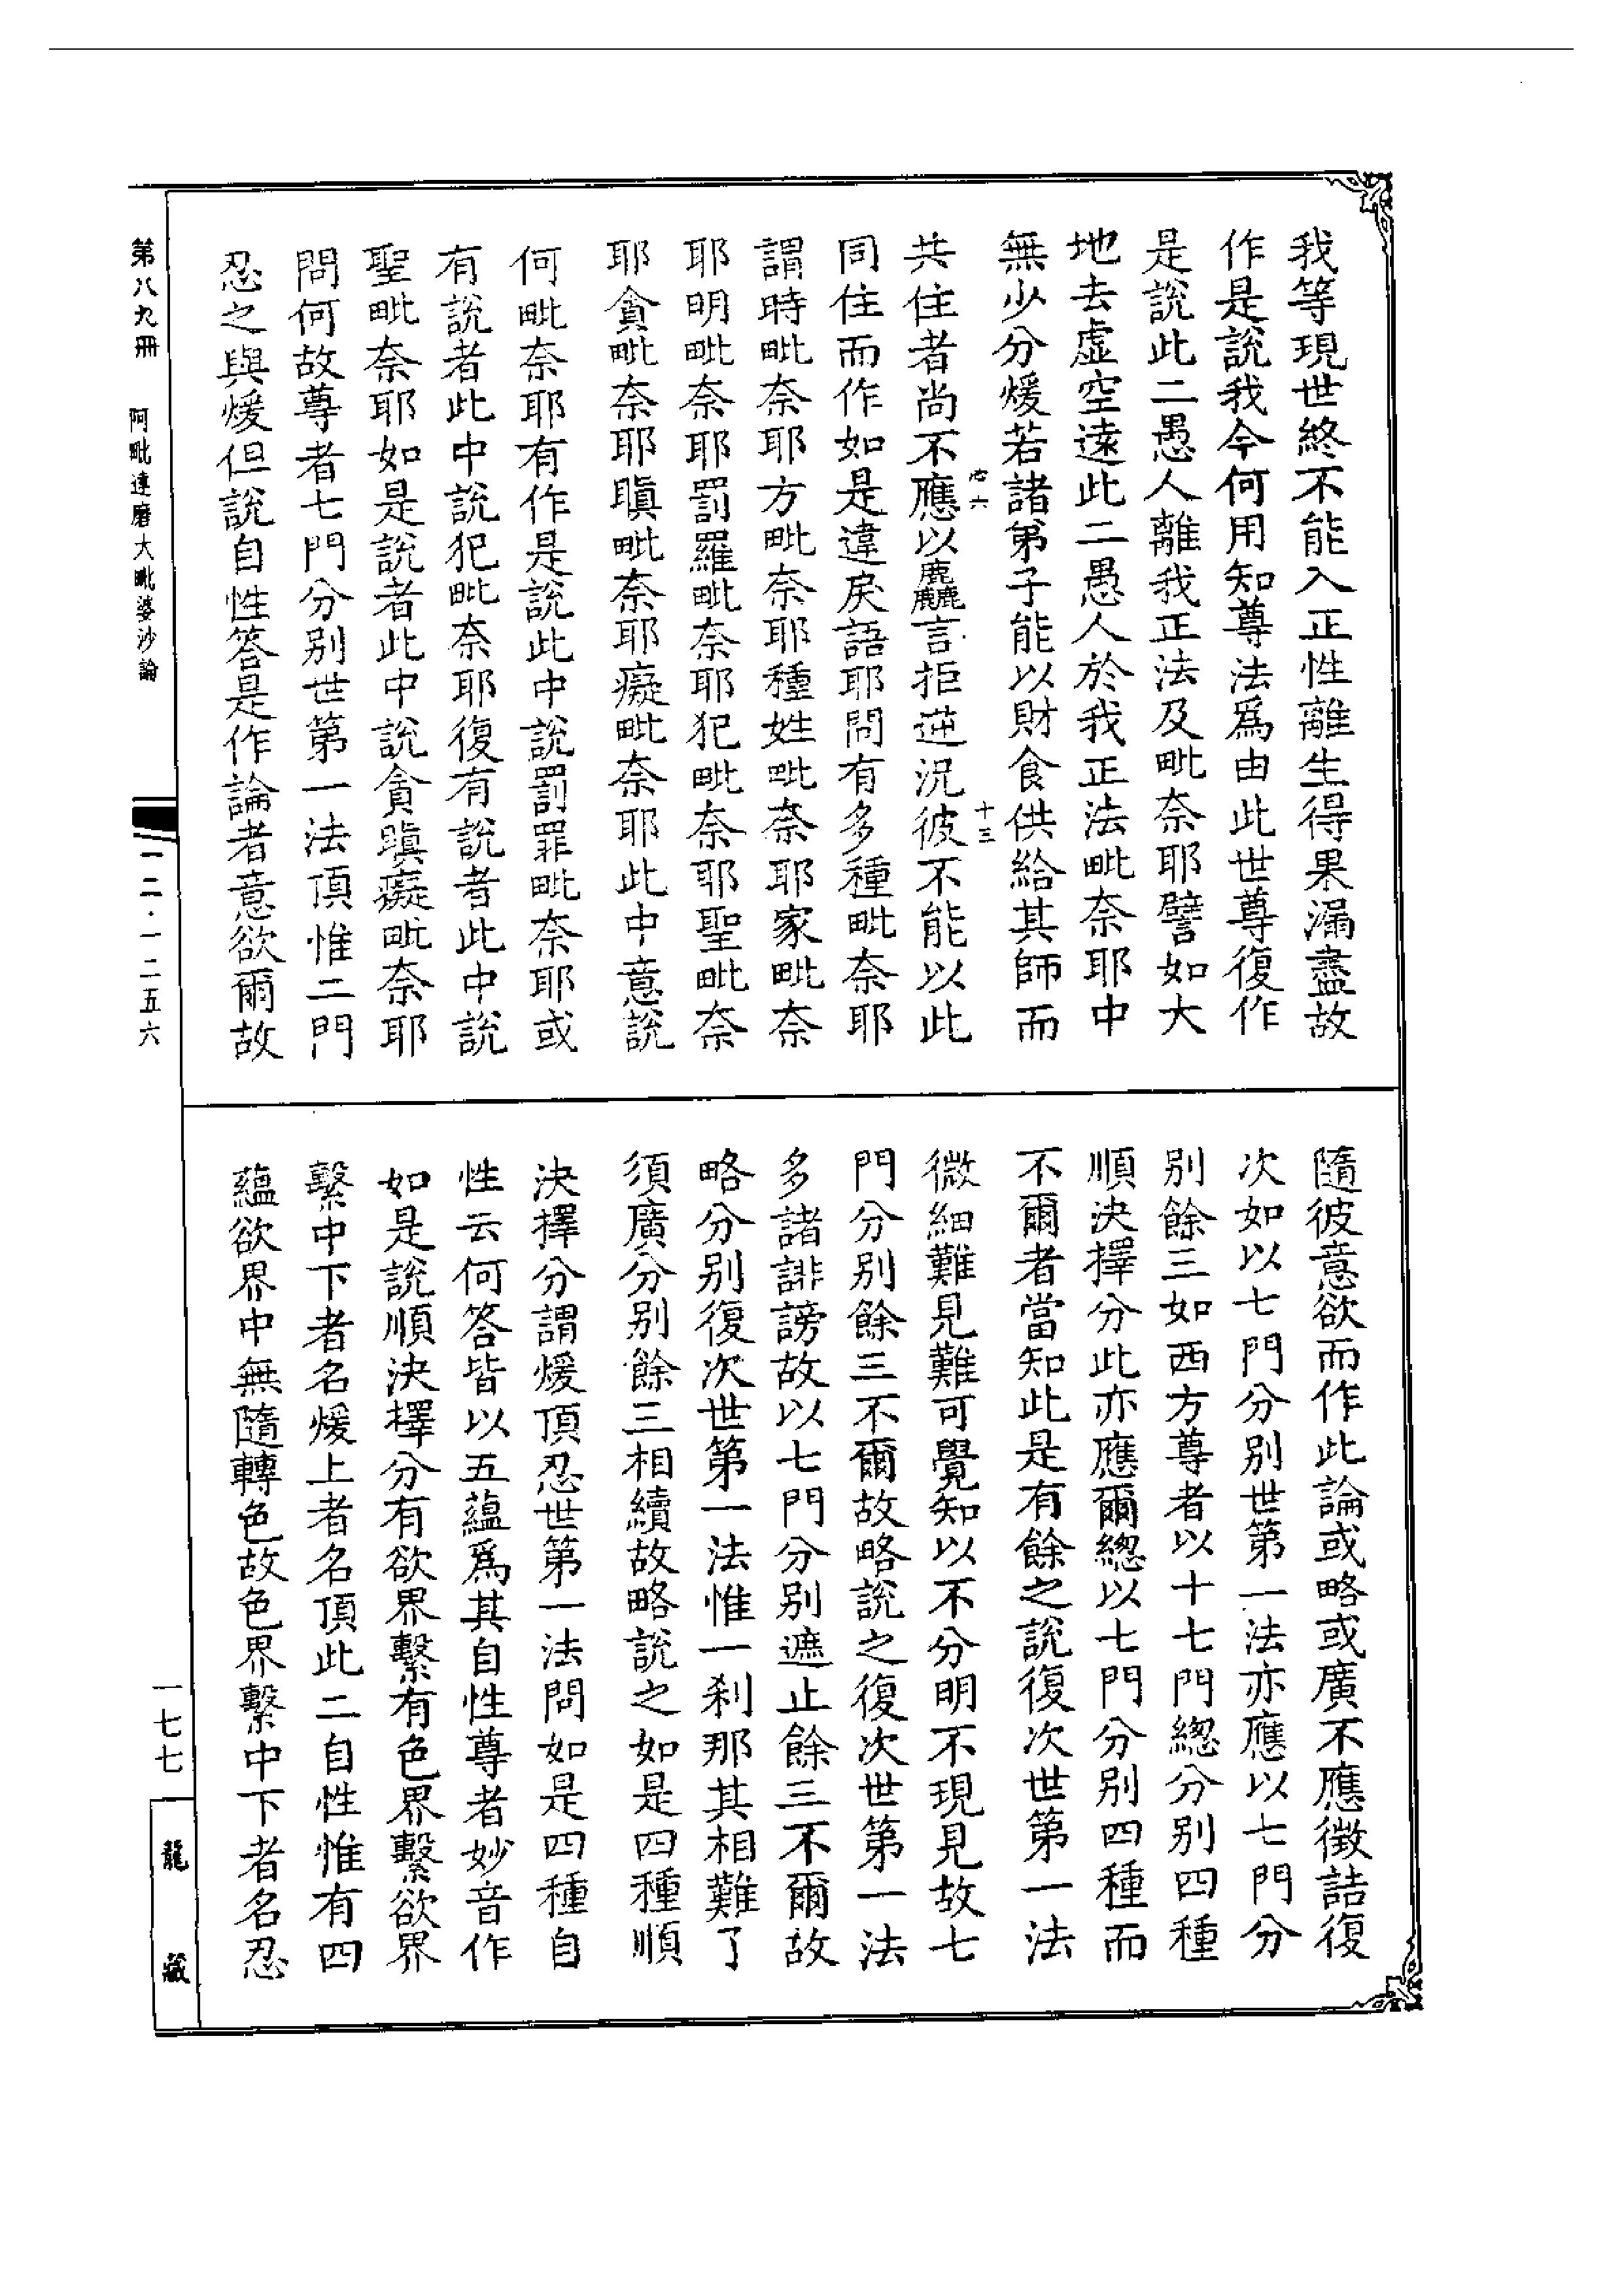 我等現世終不能入正性離生得果漏盡故
作是說我今何用知尊法爲由此世尊復作
是說此二愚人離我正法及毗奈耶譬如大
地去虛空遠此二愚人於我正法毗奈耶中
無少分煖若諸弟子能以財食供給其師而
六
十三
共住者尚不應以麤言拒逆況彼不能以此
同住而作如是違戾語耶問有多種毗奈耶
謂時毗奈耶方毗奈耶種姓毗奈耶家毗奈
耶明毗奈耶罰羅毗奈耶犯毗奈耶聖毗奈
耶貪毗奈耶瞋毗奈耶癡毗奈耶此中意說
何毗奈耶有作是說此中說罰罪毗奈耶或
有說者此中說犯毗奈耶復有說者此中說
聖毗奈耶如是說者此中說貪瞋癡毗奈耶
問何故尊者七門分別世第一法頂惟二門
忍之與煖但說自性答是作論者意欲爾故
隨彼意欲而作此論或略或廣不應徵詰復
次如以七門分別世第一法亦應以七門分
別餘三如西方尊者以十七門總分別四種
順決擇分此亦應爾總以七門分別四種而
不爾者當知此是有餘之說復次世第一法
微細難見難可覺知以不分明不現見故七
門分別餘三不爾故略說之復次世第一法
多諸誹謗故以七門分別遮止餘三不爾故
略分別復次世第一法惟一刹那其相難了
須廣分別餘三相續故略說之如是四種順
決擇分謂煖頂忍世第一法問如是四種自
性云何答皆以五蘊爲其自性尊者妙音作
如是說順決擇分有欲界繫有色界繫欲界
繫中下者名煖上者名頂此二自性惟有四
蘊欲界中無隨轉色故色界繫中下者名忍
第八九冊
阿毗達磨大毗婆沙論
一二·一二五六
一七七
龍藏